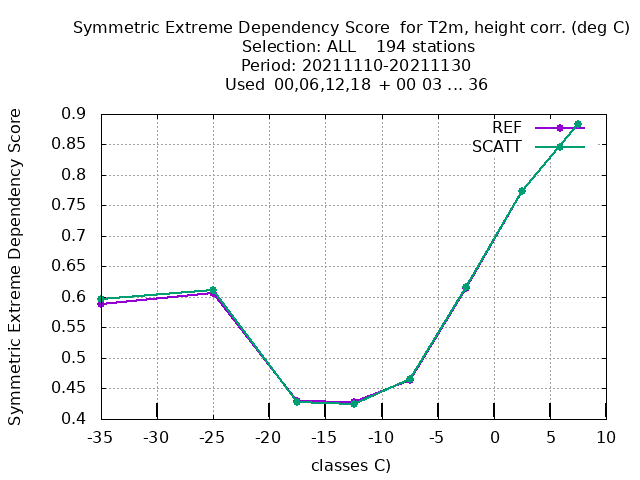 Symmetric Extreme Dependency Score  for T2m, height corr. (deg C)
Selection: ALL    194 stations
Period: 20211110-20211130
Used  00,06,12,18  + 00 03 ... 36
Symmetric Extreme Dependency Score
0.9
0.85
0.8
0.75
0.7
0.65
0.6
0.55
0.5
0.45
0.4
REF
SCATT
-35 -30 -25 -20 -15 -10 -5 0 5 10
classes C)